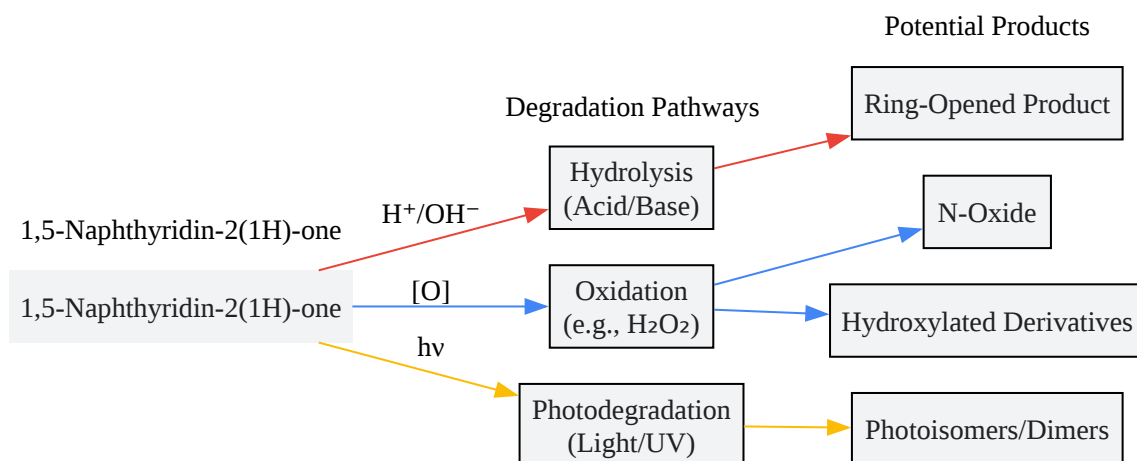 Potential Products
Degradation Pathways
Ring-Opened Product
Hydrolysis
(Acid/Base)
H⁺/OH⁻
N-Oxide
1,5-Naphthyridin-2(1H)-one
1,5-Naphthyridin-2(1H)-one
[O]
Oxidation
(e.g., H₂O₂)
Hydroxylated Derivatives
hν
Photodegradation
(Light/UV)
Photoisomers/Dimers